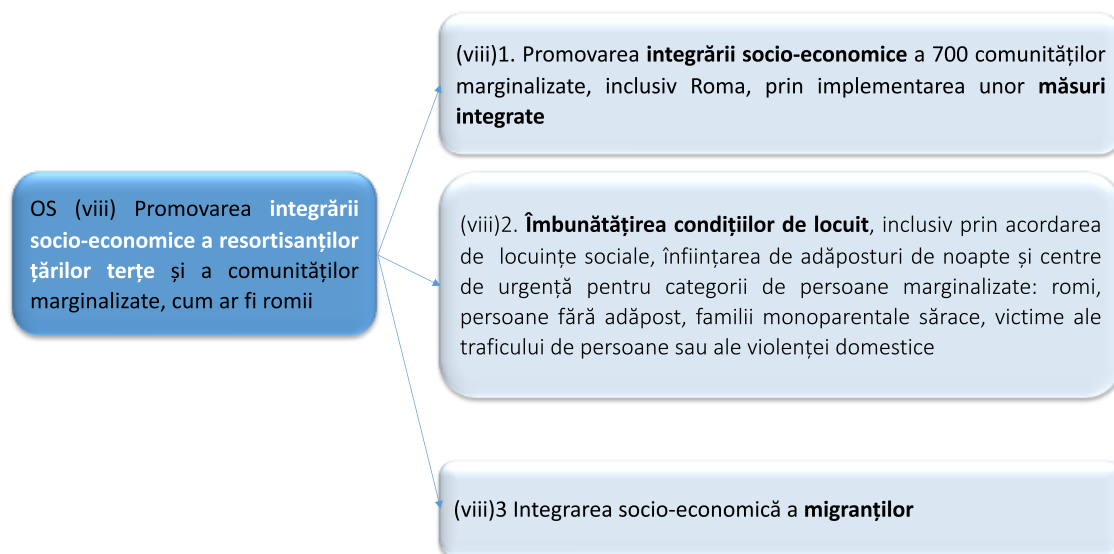 OS (viii) Promovarea integrării
socio-economice a resortisanților
țărilor terțe și a comunităților
marginalizate, cum ar fi romii
(viii)1. Promovarea integrării socio-economice a 700 comunităților
marginalizate, inclusiv Roma, prin implementarea unor măsuri
integrate
(viii)2. Îmbunătățirea condițiilor de locuit, inclusiv prin acordarea
de locuințe sociale, înființarea de adăposturi de noapte și centre
de urgență pentru categorii de persoane marginalizate: romi,
persoane fără adăpost, familii monoparentale sărace, victime ale
traficului de persoane sau ale violenței domestice
(viii)3 Integrarea socio-economică a migranților